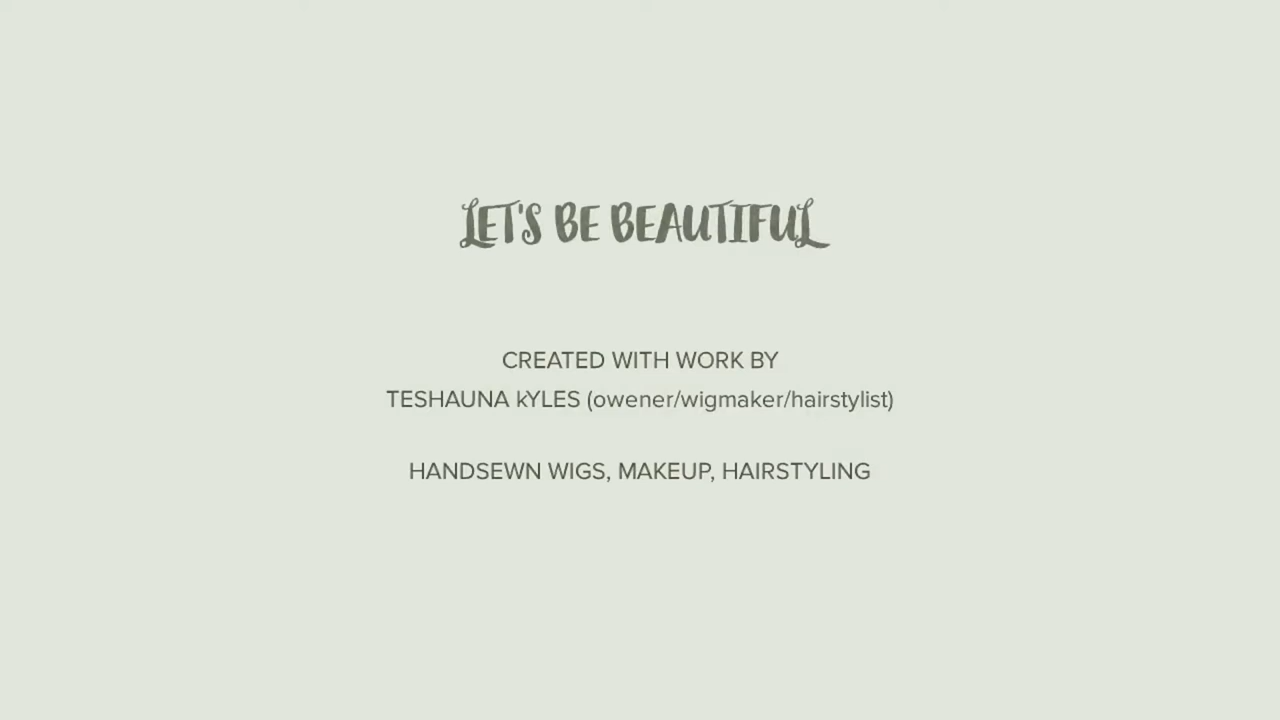 LET'S BE BEAUTIFUL
CREATED WITH WORK BY
TESHAUNA kYLES (owener/wigmaker/hairstylist)
HANDSEWN WIGS, MAKEUP, HAIRSTYLING